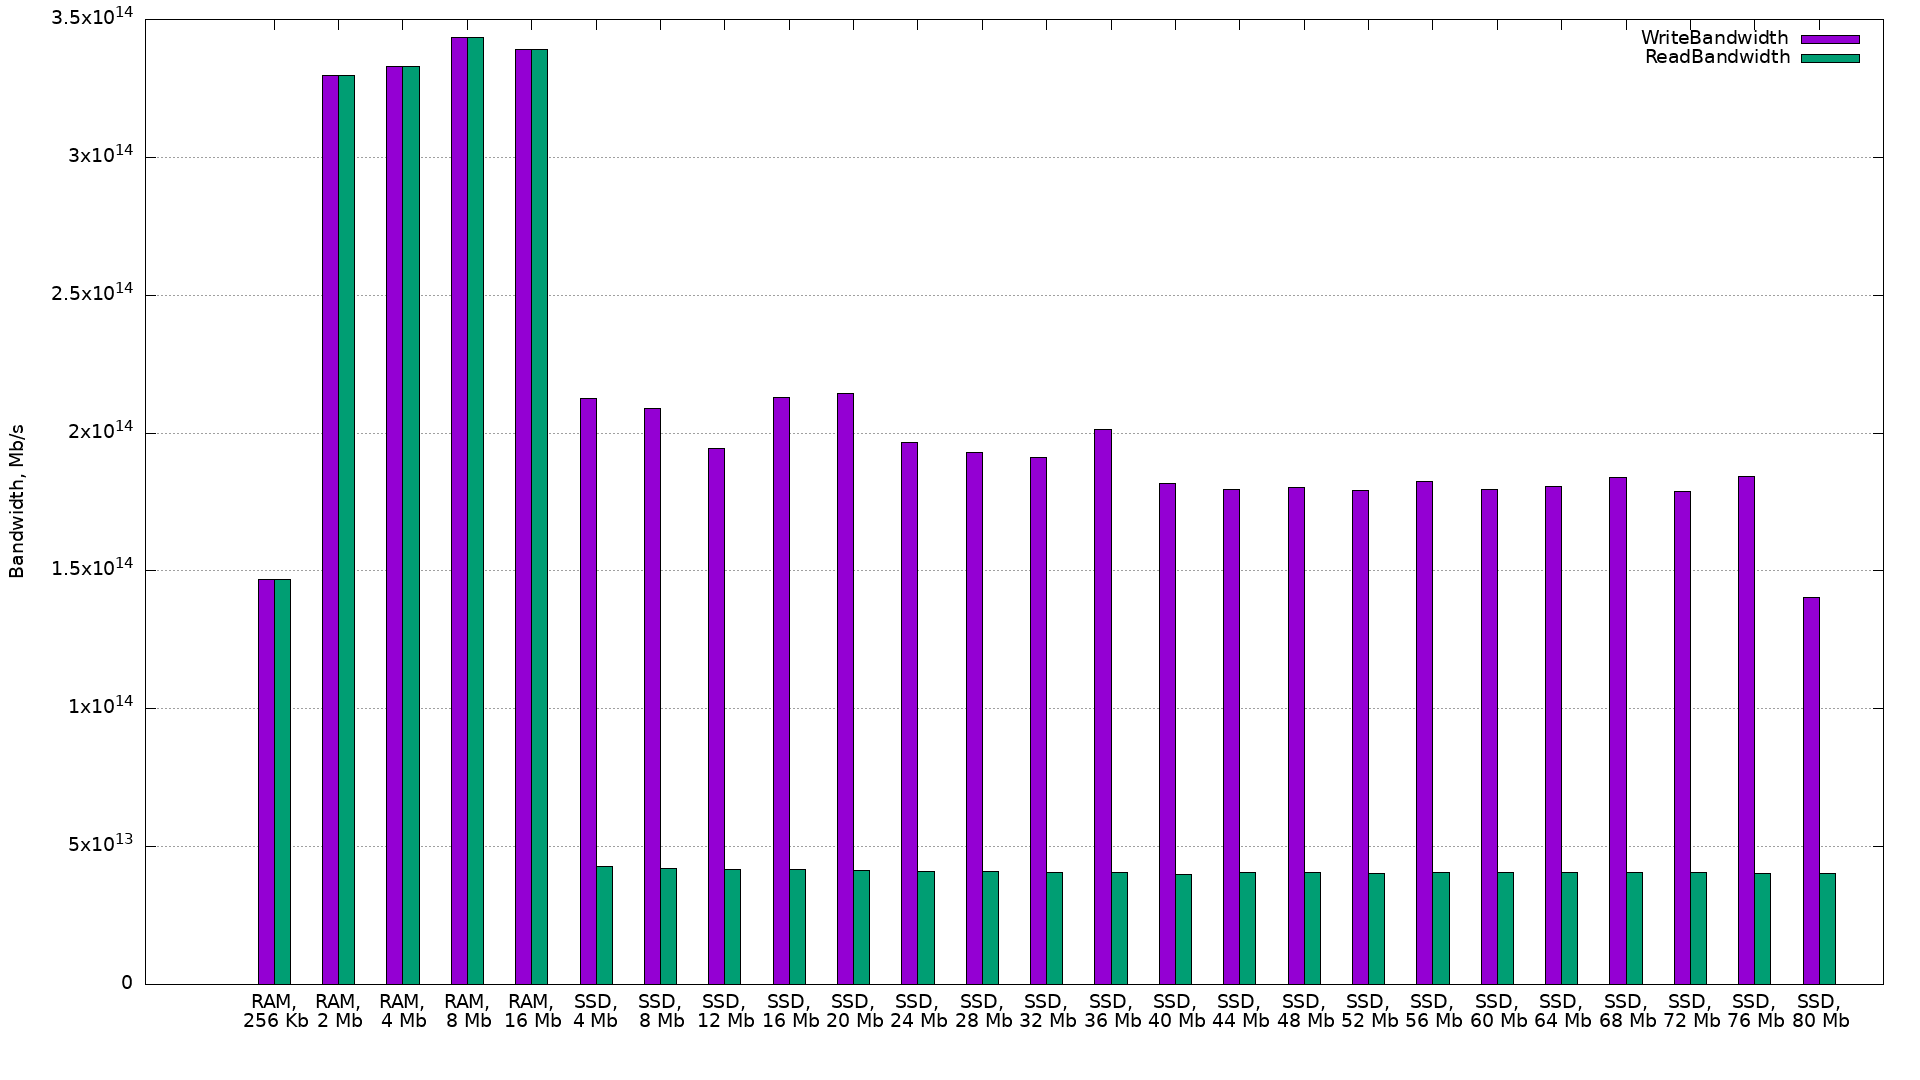 3.5x10^14
3x10^14
2.5x10^14
2x10^14
1.5x10^14
1x10^14
5x10^13
0
Bandwidth, Mb/s
WriteBandwidth
ReadBandwidth
RAM, 256 Kb
RAM, 2 Mb
RAM, 4 Mb
RAM, 8 Mb
RAM, 16 Mb
SSD, 4 Mb
SSD, 8 Mb
SSD, 12 Mb
SSD, 16 Mb
SSD, 20 Mb
SSD, 24 Mb
SSD, 28 Mb
SSD, 32 Mb
SSD, 36 Mb
SSD, 40 Mb
SSD, 44 Mb
SSD, 48 Mb
SSD, 52 Mb
SSD, 56 Mb
SSD, 60 Mb
SSD, 64 Mb
SSD, 68 Mb
SSD, 72 Mb
SSD, 76 Mb
SSD, 80 Mb